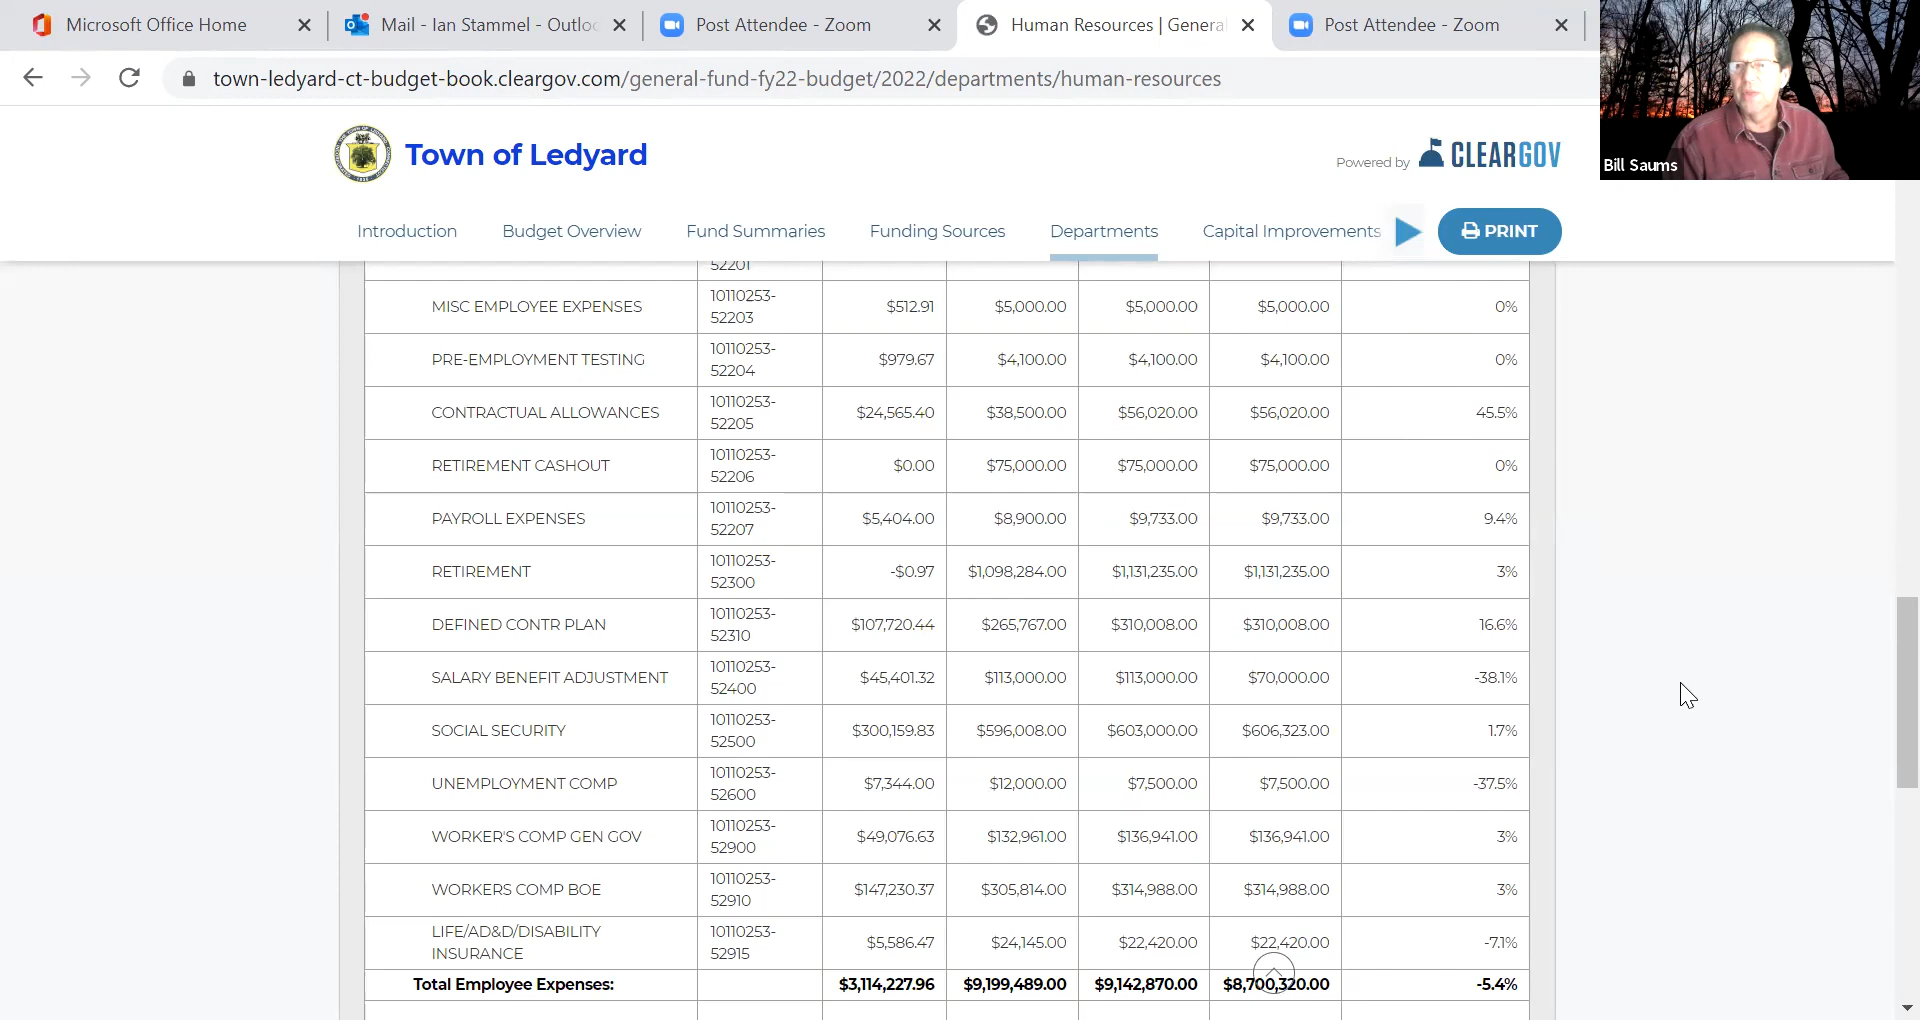 Microsoft Office Home
Mail - Ian Stammel - Outlo
Post Attendee - Zoom
Human Resources | Genera
Post Attendee - Zoom
town-ledyard-ct-budget-book.cleargov.com/general-fund-fy22-budget/2022/departments/human-resources
Bill Saums
Town of Ledyard
Powered by CLEARGOV
Introduction Budget Overview Fund Summaries Funding Sources Departments Capital Improvements PRINT
52201
MISC EMPLOYEE EXPENSES 10110253-52203 $512.91 $5,000.00 $5,000.00 $5,000.00 0%
PRE-EMPLOYMENT TESTING 10110253-52204 $979.67 $4,100.00 $4,100.00 $4,100.00 0%
CONTRACTUAL ALLOWANCES 10110253-52205 $24,565.40 $38,500.00 $56,020.00 $56,020.00 45.5%
RETIREMENT CASHOUT 10110253-52206 $0.00 $75,000.00 $75,000.00 $75,000.00 0%
PAYROLL EXPENSES 10110253-52207 $5,404.00 $8,900.00 $9,733.00 $9,733.00 9.4%
RETIREMENT 10110253-52300 -$0.97 $1,098,284.00 $1,131,235.00 $1,131,235.00 3%
DEFINED CONTR PLAN 10110253-52310 $107,720.44 $265,767.00 $310,008.00 $310,008.00 16.6%
SALARY BENEFIT ADJUSTMENT 10110253-52400 $45,401.32 $113,000.00 $113,000.00 $70,000.00 -38.1%
SOCIAL SECURITY 10110253-52500 $300,159.83 $596,008.00 $603,000.00 $606,323.00 1.7%
UNEMPLOYMENT COMP 10110253-52600 $7,344.00 $12,000.00 $7,500.00 $7,500.00 -37.5%
WORKER'S COMP GEN GOV 10110253-52900 $49,076.63 $132,961.00 $136,941.00 $136,941.00 3%
WORKERS COMP BOE 10110253-52910 $147,230.37 $305,814.00 $314,988.00 $314,988.00 3%
LIFE/AD&D/DISABILITY INSURANCE 10110253-52915 $5,586.47 $24,145.00 $22,420.00 $22,420.00 -7.1%
Total Employee Expenses: $3,114,227.96 $9,199,489.00 $9,142,870.00 $8,700,320.00 -5.4%